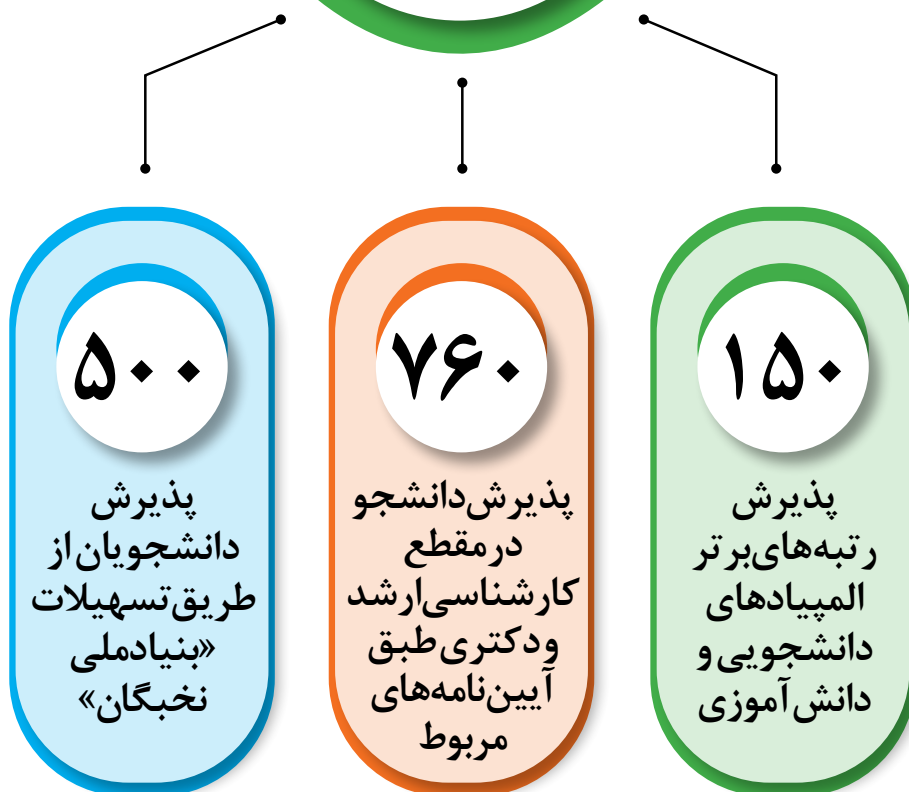 ۱۵۰
پذیرش
رتبه‌های برتر
المپیادهای
دانشجویی و
دانش‌آموزی
۷۶۰
پذیرش دانشجو
در مقطع
کارشناسی ارشد
و دکتری طبق
آیین‌نامه‌های
مربوط
۵۰۰
پذیرش
دانشجویان از
طریق تسهیلات
«بنیاد ملی
نخبگان»